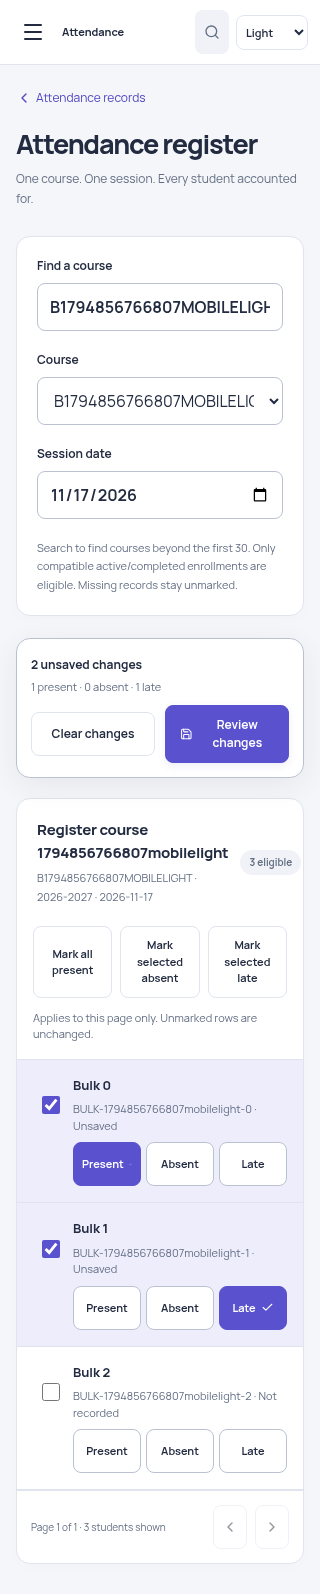 Attendance
Light
Attendance records
Attendance register
One course. One session. Every student accounted
for.
Find a course
B1794856766807MOBILELIGH
Course
B1794856766807MOBILELIG
Session date
11/17/2026
Search to find courses beyond the first 30. Only
compatible active/completed enrollments are
eligible. Missing records stay unmarked.
2 unsaved changes
1 present · 0 absent · 1 late
Clear changes
Review
changes
Register course
1794856766807mobilelight
3 eligible
B1794856766807MOBILELIGHT ·
2026-2027 · 2026-11-17
Mark all
present
Mark
selected
absent
Mark
selected
late
Applies to this page only. Unmarked rows are
unchanged.
Bulk 0
BULK-1794856766807mobilelight-0 ·
Unsaved
Present
Absent
Late
Bulk 1
BULK-1794856766807mobilelight-1 ·
Unsaved
Present
Absent
Late
Bulk 2
BULK-1794856766807mobilelight-2 · Not
recorded
Present
Absent
Late
Page 1 of 1 · 3 students shown